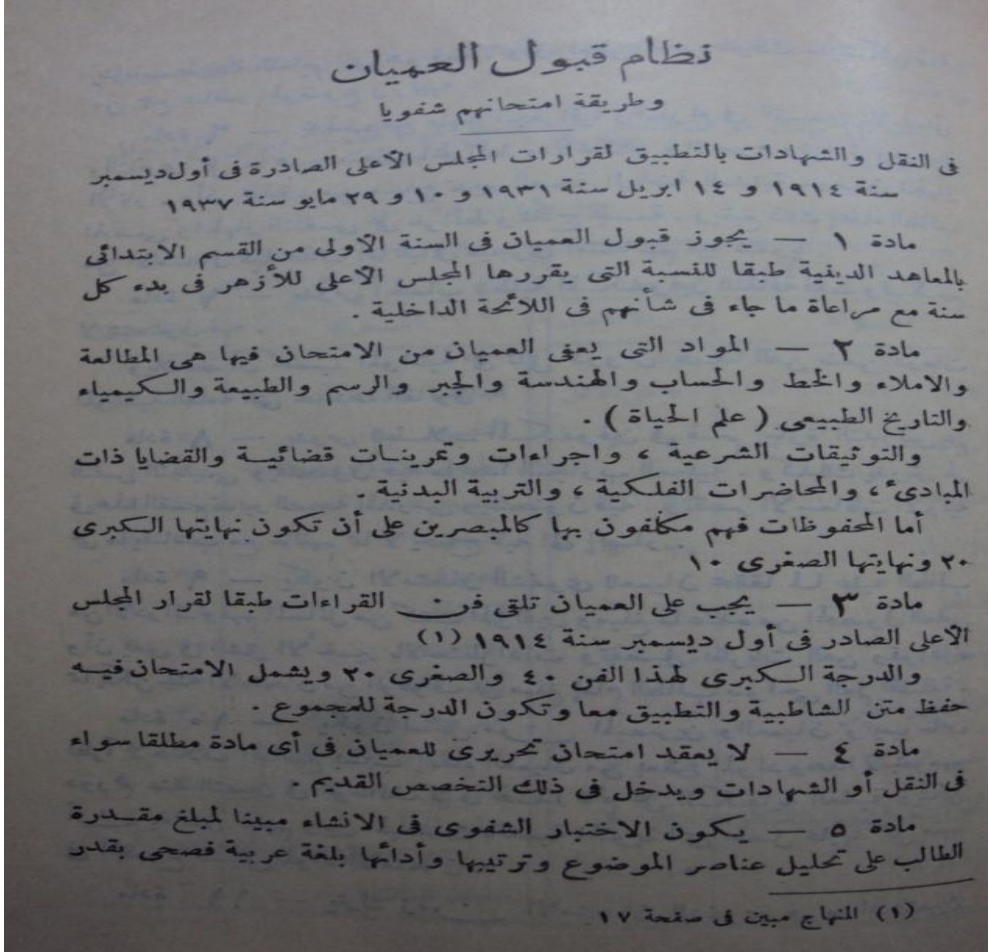 نظام قبول العميان
وطريقة امتحانهم شفويا
فى النقل والشهادات بالتطبيق لقرارات المجلس الأعلى الصادرة فى أول ديسمبر
سنة ١٩١٤ و ١٤ ابريل سنة ١٩٣١ و ١٠ و ٢٩ مايو سنة ١٩٣٧
مادة ١ — يجوز قبول العميان فى السنة الأولى من القسم الابتدائى
بالمعاهد الدينية طبقا للنسبة التى يقررها المجلس الأعلى للأزهر فى بدء كل
سنة مع مراعاة ما جاء فى شأنهم فى اللائحة الداخلية .
مادة ٢ — المواد التى يعفى العميان من الامتحان فيها هى المطالعة
والاملاء والخط والحساب والهندسة والجبر والرسم والطبيعة والكيمياء
والتاريخ الطبيعى ( علم الحياة ) .
والتوثيقات الشرعية ، واجراءات وتمرينات قضائية والقضايا ذات
المبادىء ، والمحاضرات الفلكية ، والتربية البدنية .
أما المحفوظات فهم مكلفون بها كالمبصرين على أن تكون نهايتها الكبرى
٢٠ ونهايتها الصغرى ١٠
مادة ٣ — يجب على العميان تلقى فن القراءات طبقا لقرار المجلس
الأعلى الصادر فى أول ديسمبر سنة ١٩١٤ (١)
والدرجة الكبرى لهذا الفن ٤٠ والصغرى ٢٠ ويشمل الامتحان فيه
حفظ متن الشاطبية والتطبيق معا وتكون الدرجة للمجموع .
مادة ٤ — لا يعقد امتحان تحريرى للعميان فى أى مادة مطلقا سواء
فى النقل أو الشهادات ويدخل فى ذلك التخصص القديم .
مادة ٥ — يكون الاختبار الشفوى فى الانشاء مبينا لمبلغ مقدرة
الطالب على تحليل عناصر الموضوع وترتيبها وأدائها بلغة عربية فصحى بقدر
(١) المنهاج مبين فى صفحة ١٧